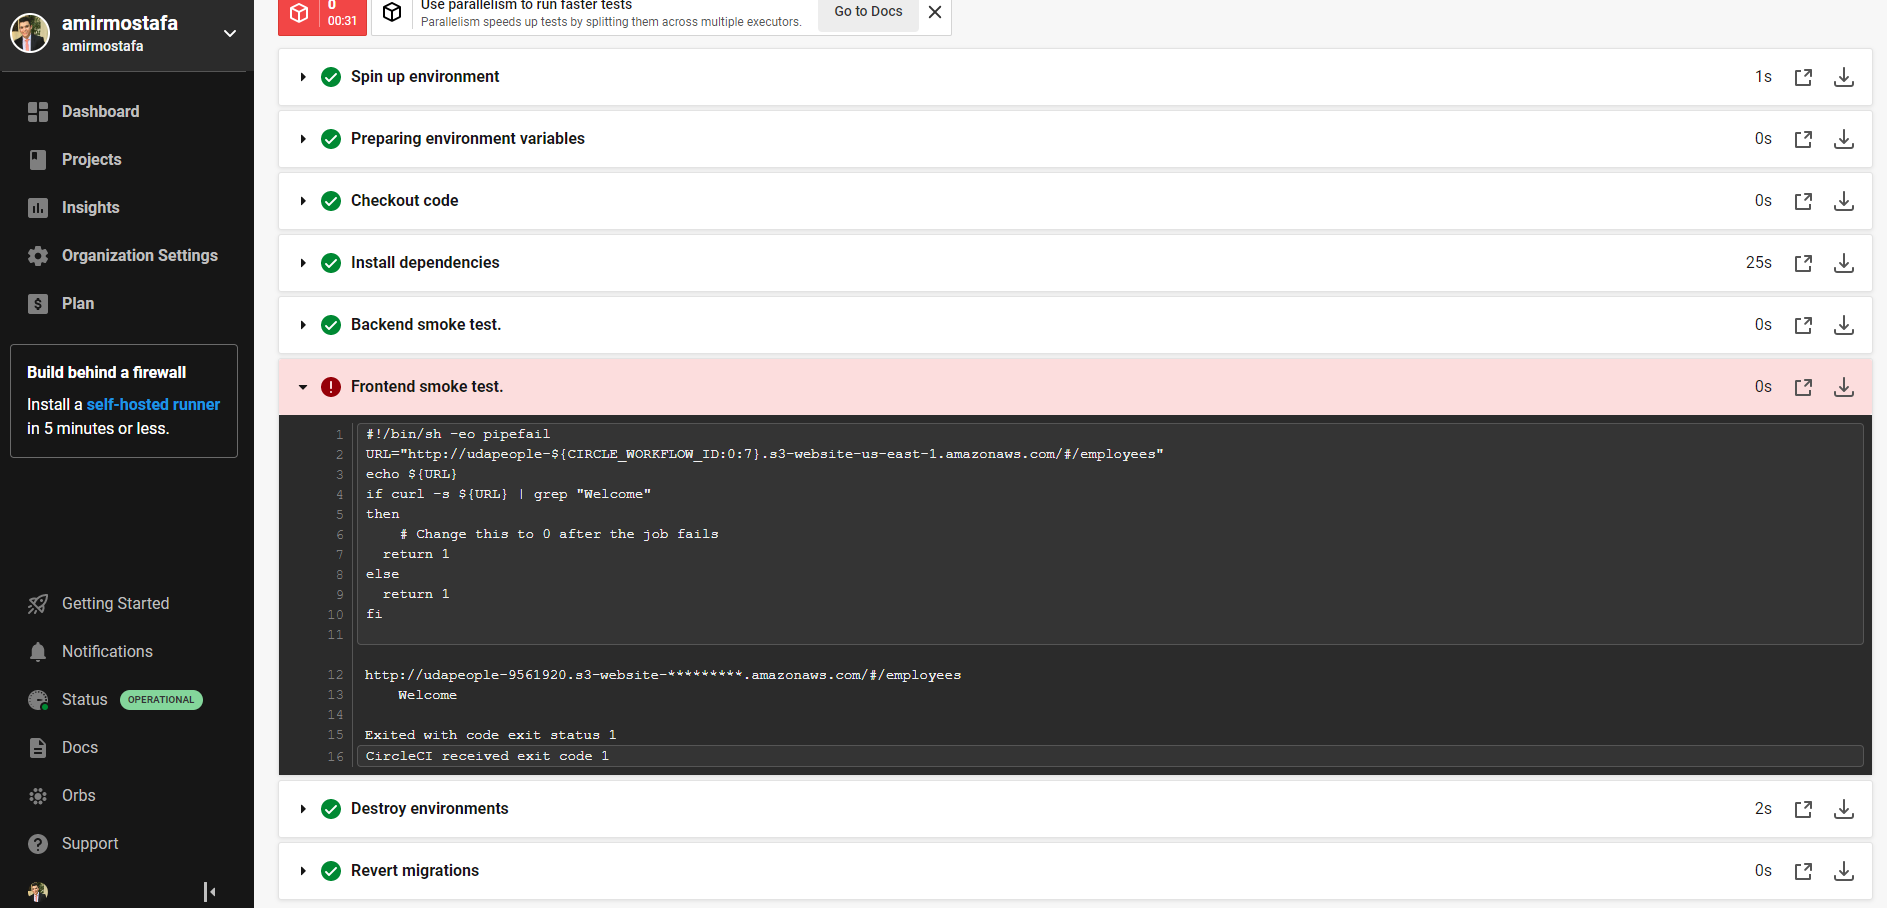 amirmostafa
amirmostafa
Dashboard
Projects
Insights
Organization Settings
Plan
Build behind a firewall
Install a self-hosted runner
in 5 minutes or less.
Getting Started
Notifications
Status OPERATIONAL
Docs
Orbs
Support
0
00:31
Use parallelism to run faster tests
Parallelism speeds up tests by splitting them across multiple executors.
Go to Docs
Spin up environment 1s
Preparing environment variables 0s
Checkout code 0s
Install dependencies 25s
Backend smoke test. 0s
Frontend smoke test. 0s
1 #!/bin/sh -eo pipefail
2 URL="http://udapeople-${CIRCLE_WORKFLOW_ID:0:7}.s3-website-us-east-1.amazonaws.com/#/employees"
3 echo ${URL}
4 if curl -s ${URL} | grep "Welcome"
5 then
6 # Change this to 0 after the job fails
7 return 1
8 else
9 return 1
10 fi
11
12 http://udapeople-9561920.s3-website-*********.amazonaws.com/#/employees
13 Welcome
14
15 Exited with code exit status 1
16 CircleCI received exit code 1
Destroy environments 2s
Revert migrations 0s